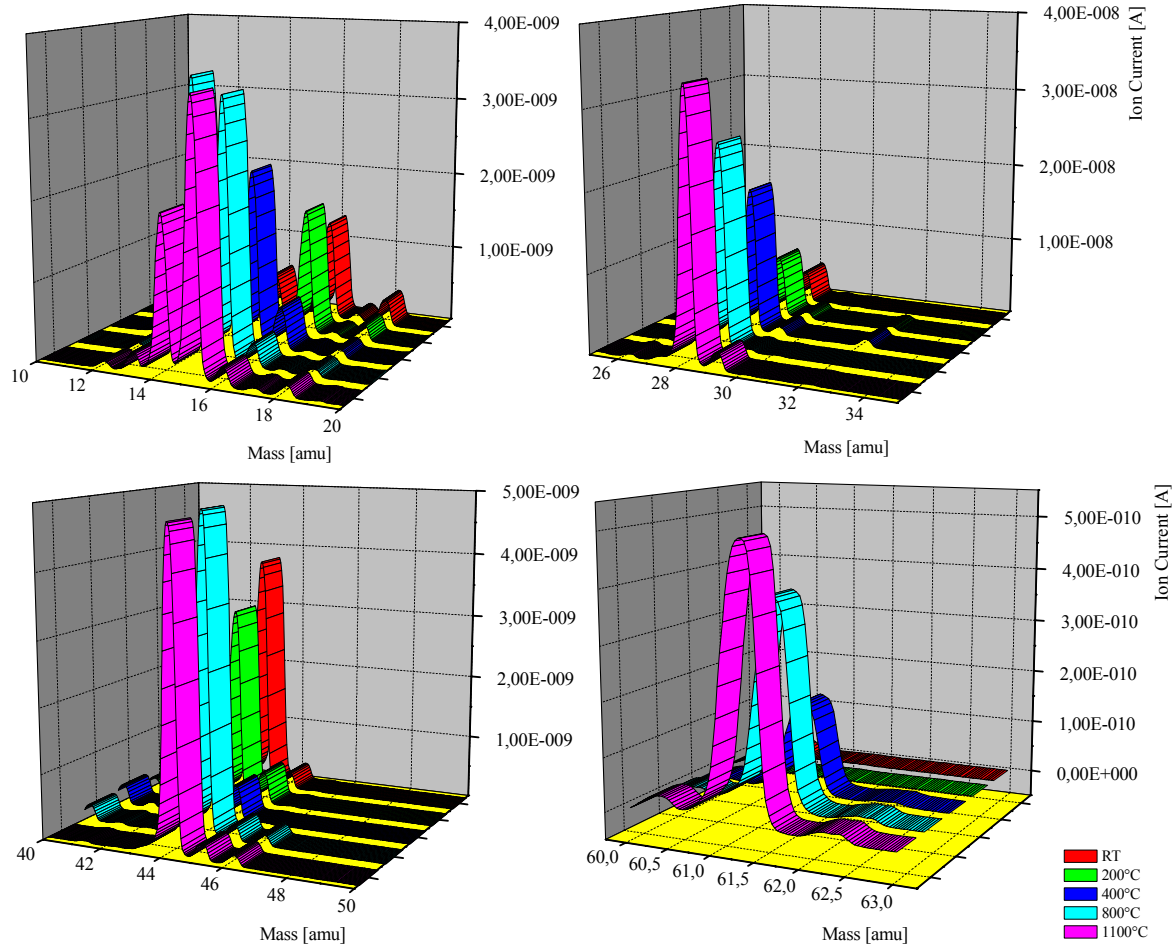 4,00E-009
3,00E-009
2,00E-009
1,00E-009
10
12
14
16
18
20
Mass [amu]
4,00E-008
3,00E-008
2,00E-008
1,00E-008
Ion Current [A]
26
28
30
32
34
Mass [amu]
5,00E-009
4,00E-009
3,00E-009
2,00E-009
1,00E-009
40
42
44
46
48
50
Mass [amu]
5,00E-010
4,00E-010
3,00E-010
2,00E-010
1,00E-010
0,00E+000
Ion Current [A]
60,0
60,5
61,0
61,5
62,0
62,5
63,0
Mass [amu]
RT
200°C
400°C
800°C
1100°C